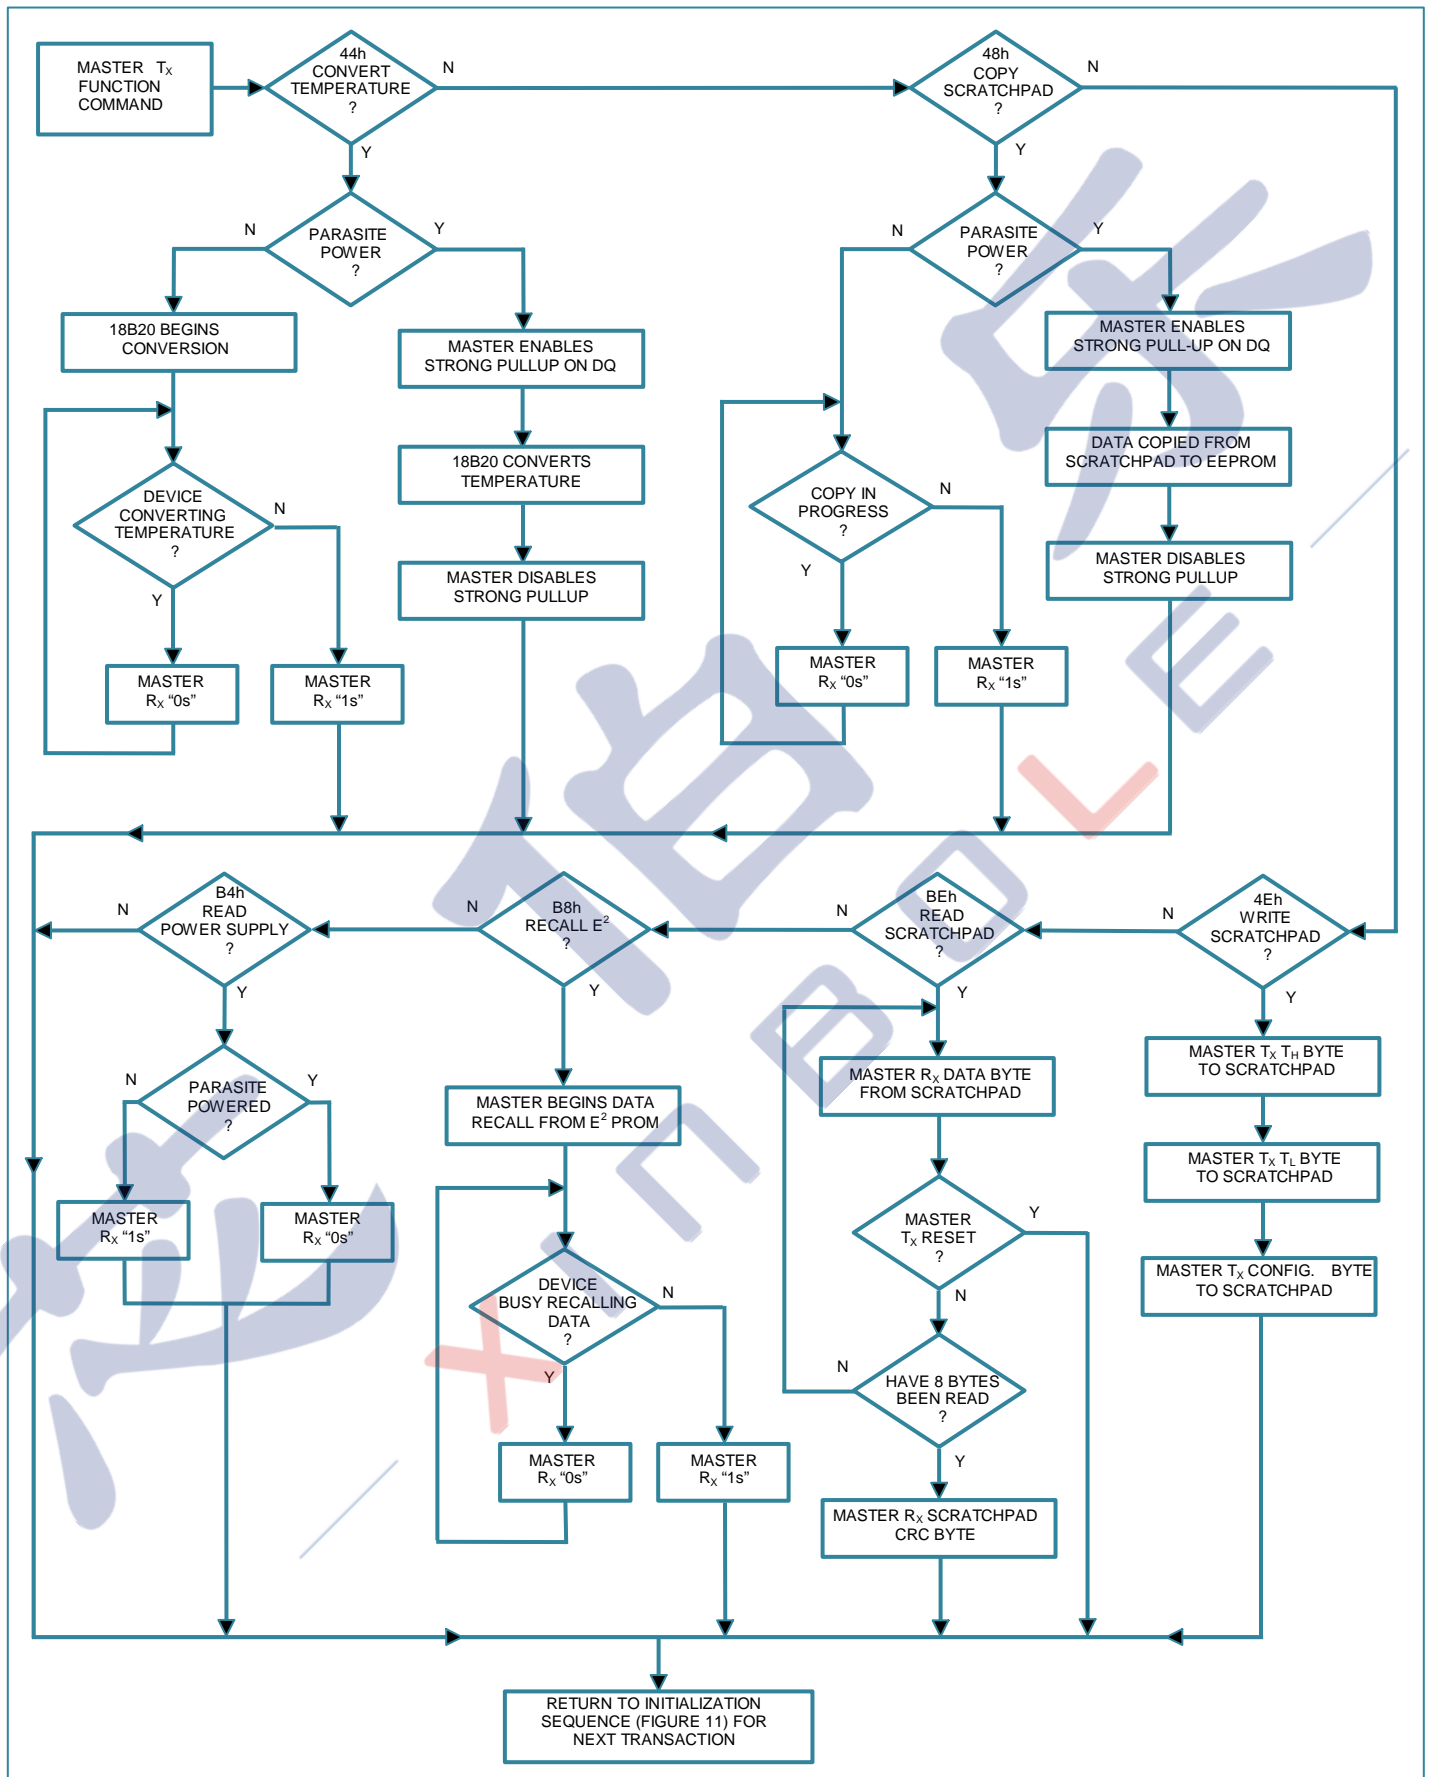 MASTER TX
FUNCTION
COMMAND
44h
CONVERT
TEMPERATURE
?
N
Y
48h
COPY
SCRATCHPAD
?
N
Y
PARASITE
POWER
?
N
Y
PARASITE
POWER
?
N
Y
18B20 BEGINS
CONVERSION
MASTER ENABLES
STRONG PULLUP ON DQ
MASTER ENABLES
STRONG PULL-UP ON DQ
18B20 CONVERTS
TEMPERATURE
DATA COPIED FROM
SCRATCHPAD TO EEPROM
DEVICE
CONVERTING
TEMPERATURE
?
N
Y
COPY IN
PROGRESS
?
N
Y
MASTER DISABLES
STRONG PULLUP
MASTER DISABLES
STRONG PULLUP
MASTER
RX “0s”
MASTER
RX “1s”
MASTER
RX “0s”
MASTER
RX “1s”
B4h
READ
POWER SUPPLY
?
N
Y
B8h
RECALL E2
?
N
Y
BEh
READ
SCRATCHPAD
?
N
Y
4Eh
WRITE
SCRATCHPAD
?
N
Y
PARASITE
POWERED
?
N
Y
MASTER
RX “1s”
MASTER
RX “0s”
MASTER BEGINS DATA
RECALL FROM E2 PROM
DEVICE
BUSY RECALLING
DATA
?
N
Y
MASTER
RX “0s”
MASTER
RX “1s”
MASTER RX DATA BYTE
FROM SCRATCHPAD
MASTER
TX RESET
?
Y
N
HAVE 8 BYTES
BEEN READ
?
N
Y
MASTER RX SCRATCHPAD
CRC BYTE
MASTER TX TH BYTE
TO SCRATCHPAD
MASTER TX TL BYTE
TO SCRATCHPAD
MASTER TX CONFIG. BYTE
TO SCRATCHPAD
RETURN TO INITIALIZATION
SEQUENCE (FIGURE 11) FOR
NEXT TRANSACTION
XINBOLE